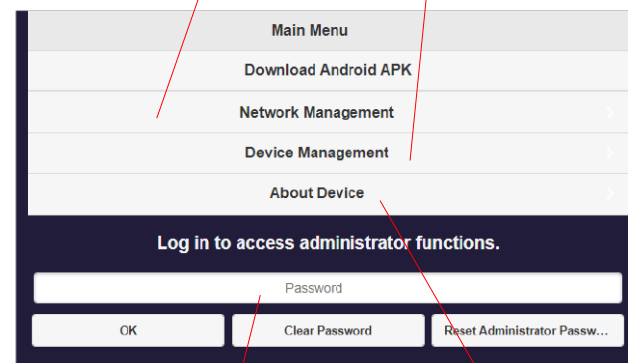 Main Menu
Download Android APK
Network Management
Device Management
About Device
Log in to access administrator functions.
Password
OK
Clear Password
Reset Administrator Passw...